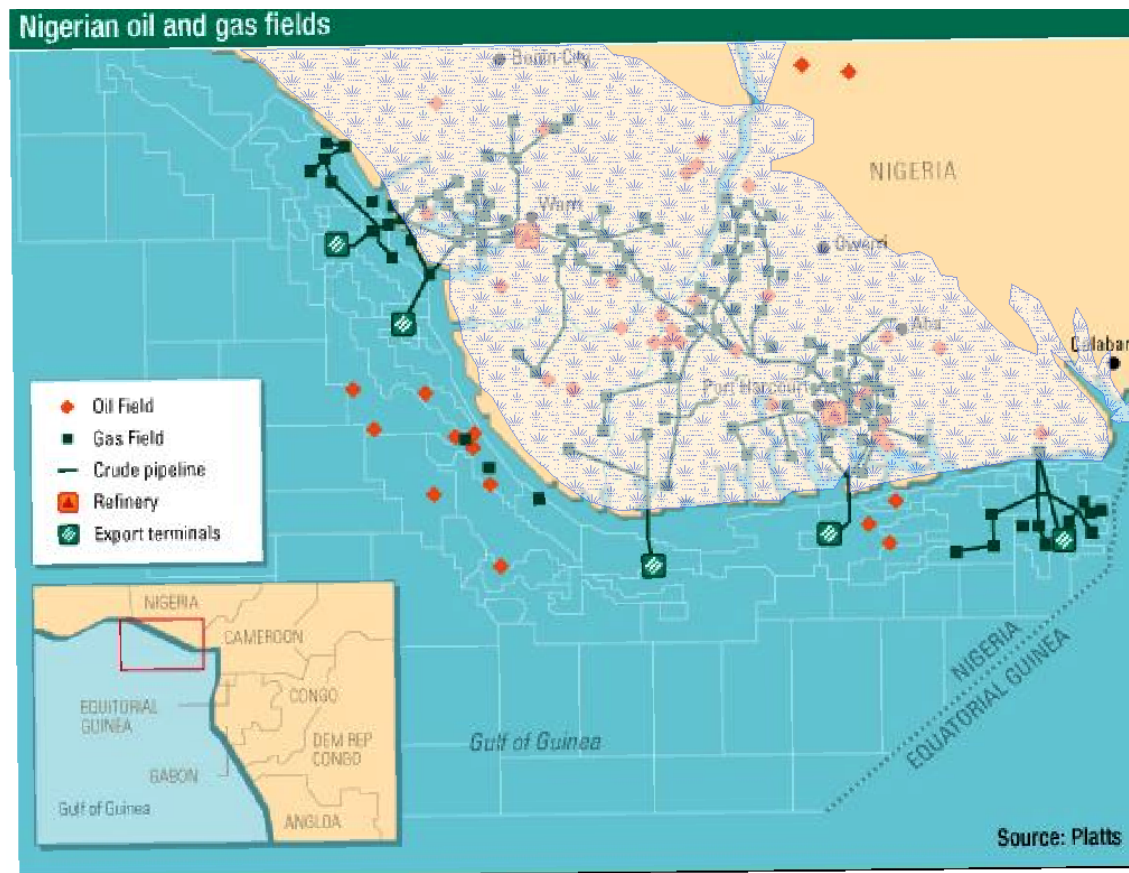 Nigerian oil and gas fields
Benin City
NIGERIA
Warri
Owerri
Aba
Calabar
Port Harcourt
Oil Field
Gas Field
Crude pipeline
Refinery
Export terminals
NIGERIA
CAMEROON
EQUITORIAL
GUINEA
CONGO
DEM REP
CONGO
GABON
Gulf of Guinea
ANGLOA
Gulf of Guinea
NIGERIA
EQUATORIAL GUINEA
Source: Platts